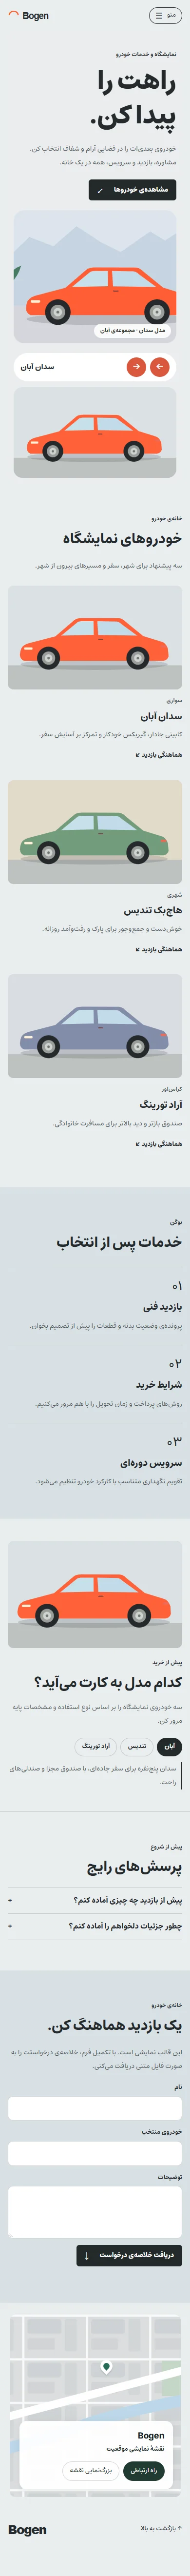 منو
Bogen
نمایشگاه و خدمات خودرو
راهت را
پیدا کن.
خودروی بعدی‌ات را در فضایی آرام و شفاف انتخاب کن.
مشاوره، بازدید و سرویس، همه در یک خانه.
مشاهده‌ی خودروها
مدل سدان · مجموعه‌ی آبان
سدان آبان
خانه‌ی خودرو
خودروهای نمایشگاه
سه پیشنهاد برای شهر، سفر و مسیرهای بیرون از شهر.
سواری
سدان آبان
کابینی جادار، گیربکس خودکار و تمرکز بر آسایش سفر.
هماهنگی بازدید
شهری
هاچ‌بک تندیس
خوش‌دست و جمع‌وجور برای پارک و رفت‌وآمد روزانه.
هماهنگی بازدید
کراس‌اور
آراد تورینگ
صندوق بازتر و دید بالاتر برای مسافرت خانوادگی.
هماهنگی بازدید
بوگن
خدمات پس از انتخاب
۰۱
بازدید فنی
پرونده‌ی وضعیت بدنه و قطعات را پیش از تصمیم بخوان.
۰۲
شرایط خرید
روش‌های پرداخت و زمان تحویل را با هم مرور می‌کنیم.
۰۳
سرویس دوره‌ای
تقویم نگهداری متناسب با کارکرد خودرو تنظیم می‌شود.
پیش از خرید
کدام مدل به کارت می‌آید؟
سه خودروی نمایشگاه را بر اساس نوع استفاده و مشخصات پایه
مرور کن.
آبان
تندیس
آراد تورینگ
سدان پنج‌نفره برای سفر جاده‌ای، با صندوق مجزا و صندلی‌های
راحت.
پیش از شروع
پرسش‌های رایج
پیش از بازدید چه چیزی آماده کنم؟
+
چطور جزئیات دلخواهم را آماده کنم؟
+
خانه‌ی خودرو
یک بازدید هماهنگ کن.
این قالب نمایشی است. با تکمیل فرم، خلاصه‌ی درخواستت را به
صورت فایل متنی دریافت می‌کنی.
نام
خودروی منتخب
توضیحات
دریافت خلاصه‌ی درخواست ↓
Bogen
نقشهٔ نمایشی موقعیت
راه ارتباطی
بزرگ‌نمایی نقشه
↑ بازگشت به بالا
Bogen